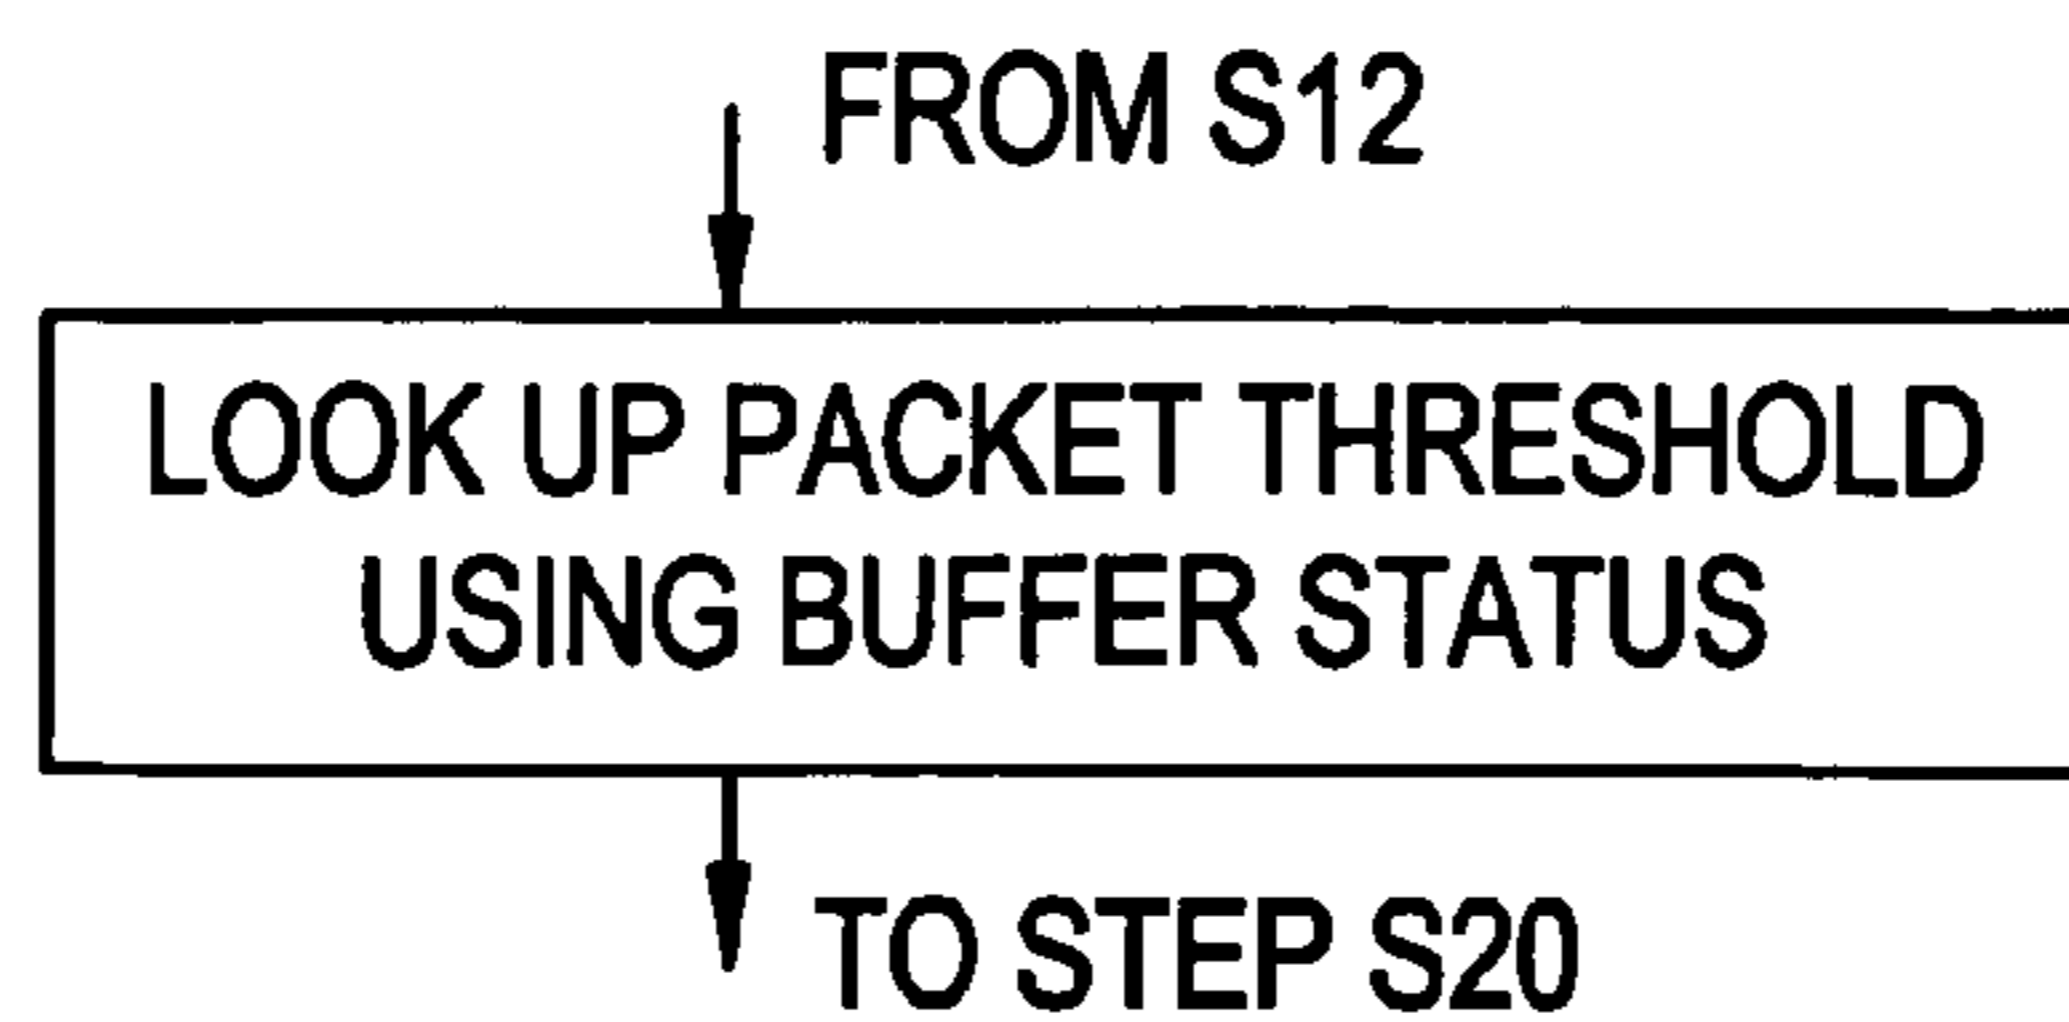 FROM S12
LOOK UP PACKET THRESHOLD
USING BUFFER STATUS
TO STEP S20